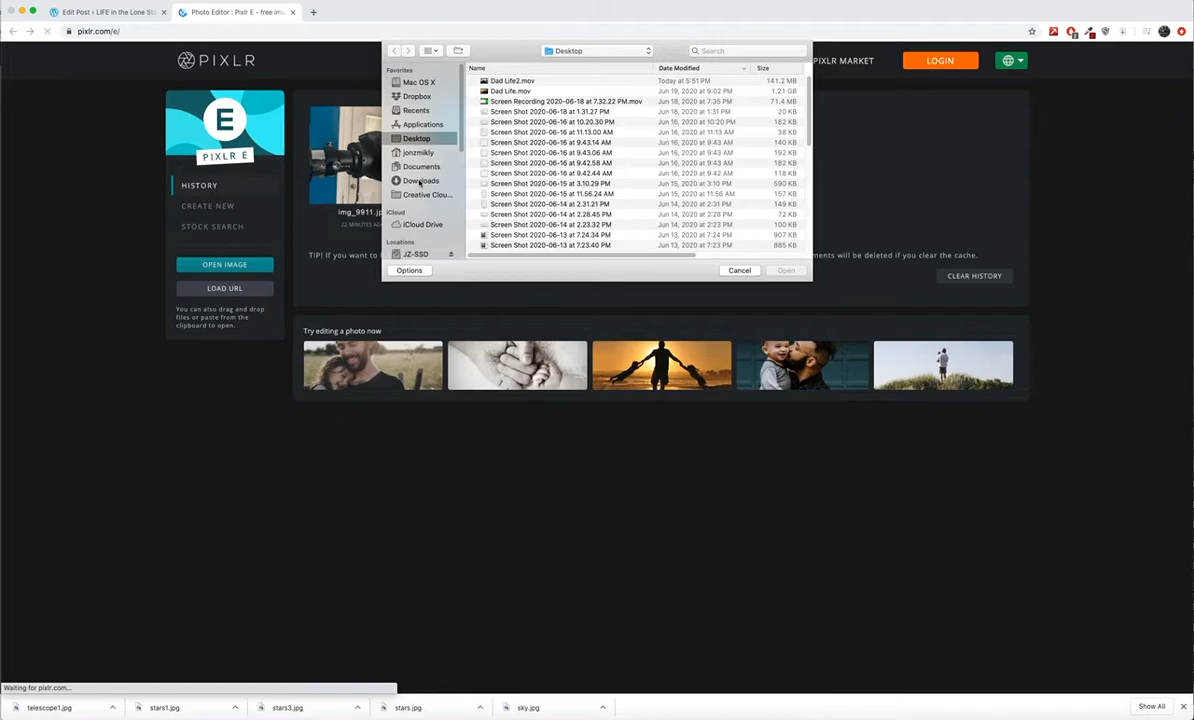 Edit Post ‹ LIFE in the Lone St
Photo Editor : Pixlr E - free im
pixlr.com/e/
PIXLR
PIXLR MARKET
LOGIN
Desktop
Search
Favorites
Mac OS X
Dropbox
Recents
Applications
Desktop
jonzmikly
Documents
Downloads
Creative Clou...
iCloud
iCloud Drive
Locations
JZ-SSD
Name Date Modified Size
Dad Life2.mov Today at 5:51 PM 141.2 MB
Dad Life.mov Jun 19, 2020 at 9:02 PM 1.21 GB
Screen Recording 2020-06-18 at 7.32.22 PM.mov Jun 18, 2020 at 7:35 PM 71.4 MB
Screen Shot 2020-06-18 at 1.31.27 PM Jun 18, 2020 at 1:31 PM 20 KB
Screen Shot 2020-06-16 at 10.20.30 PM Jun 16, 2020 at 10:20 PM 182 KB
Screen Shot 2020-06-16 at 11.13.00 AM Jun 16, 2020 at 11:13 AM 38 KB
Screen Shot 2020-06-16 at 9.43.14 AM Jun 16, 2020 at 9:43 AM 140 KB
Screen Shot 2020-06-16 at 9.43.06 AM Jun 16, 2020 at 9:43 AM 192 KB
Screen Shot 2020-06-16 at 9.42.58 AM Jun 16, 2020 at 9:43 AM 182 KB
Screen Shot 2020-06-16 at 9.42.44 AM Jun 16, 2020 at 9:43 AM 118 KB
Screen Shot 2020-06-15 at 3.10.29 PM Jun 15, 2020 at 3:10 PM 590 KB
Screen Shot 2020-06-15 at 11.56.24 AM Jun 15, 2020 at 11:56 AM 157 KB
Screen Shot 2020-06-14 at 2.31.21 PM Jun 14, 2020 at 2:31 PM 149 KB
Screen Shot 2020-06-14 at 2.28.45 PM Jun 14, 2020 at 2:28 PM 72 KB
Screen Shot 2020-06-14 at 2.23.32 PM Jun 14, 2020 at 2:23 PM 100 KB
Screen Shot 2020-06-13 at 7.24.34 PM Jun 13, 2020 at 7:24 PM 907 KB
Screen Shot 2020-06-13 at 7.23.40 PM Jun 13, 2020 at 7:23 PM 885 KB
Options Cancel Open
E
PIXLR E
HISTORY
CREATE NEW
STOCK SEARCH
OPEN IMAGE
LOAD URL
You can also drag and drop
files or paste from the
clipboard to open.
img_9911.jp
22 MINUTES AG
TIP! If you want to
ments will be deleted if you clear the cache.
CLEAR HISTORY
Try editing a photo now
Waiting for pixlr.com...
telescope1.jpg stars1.jpg stars3.jpg stars.jpg sky.jpg Show All